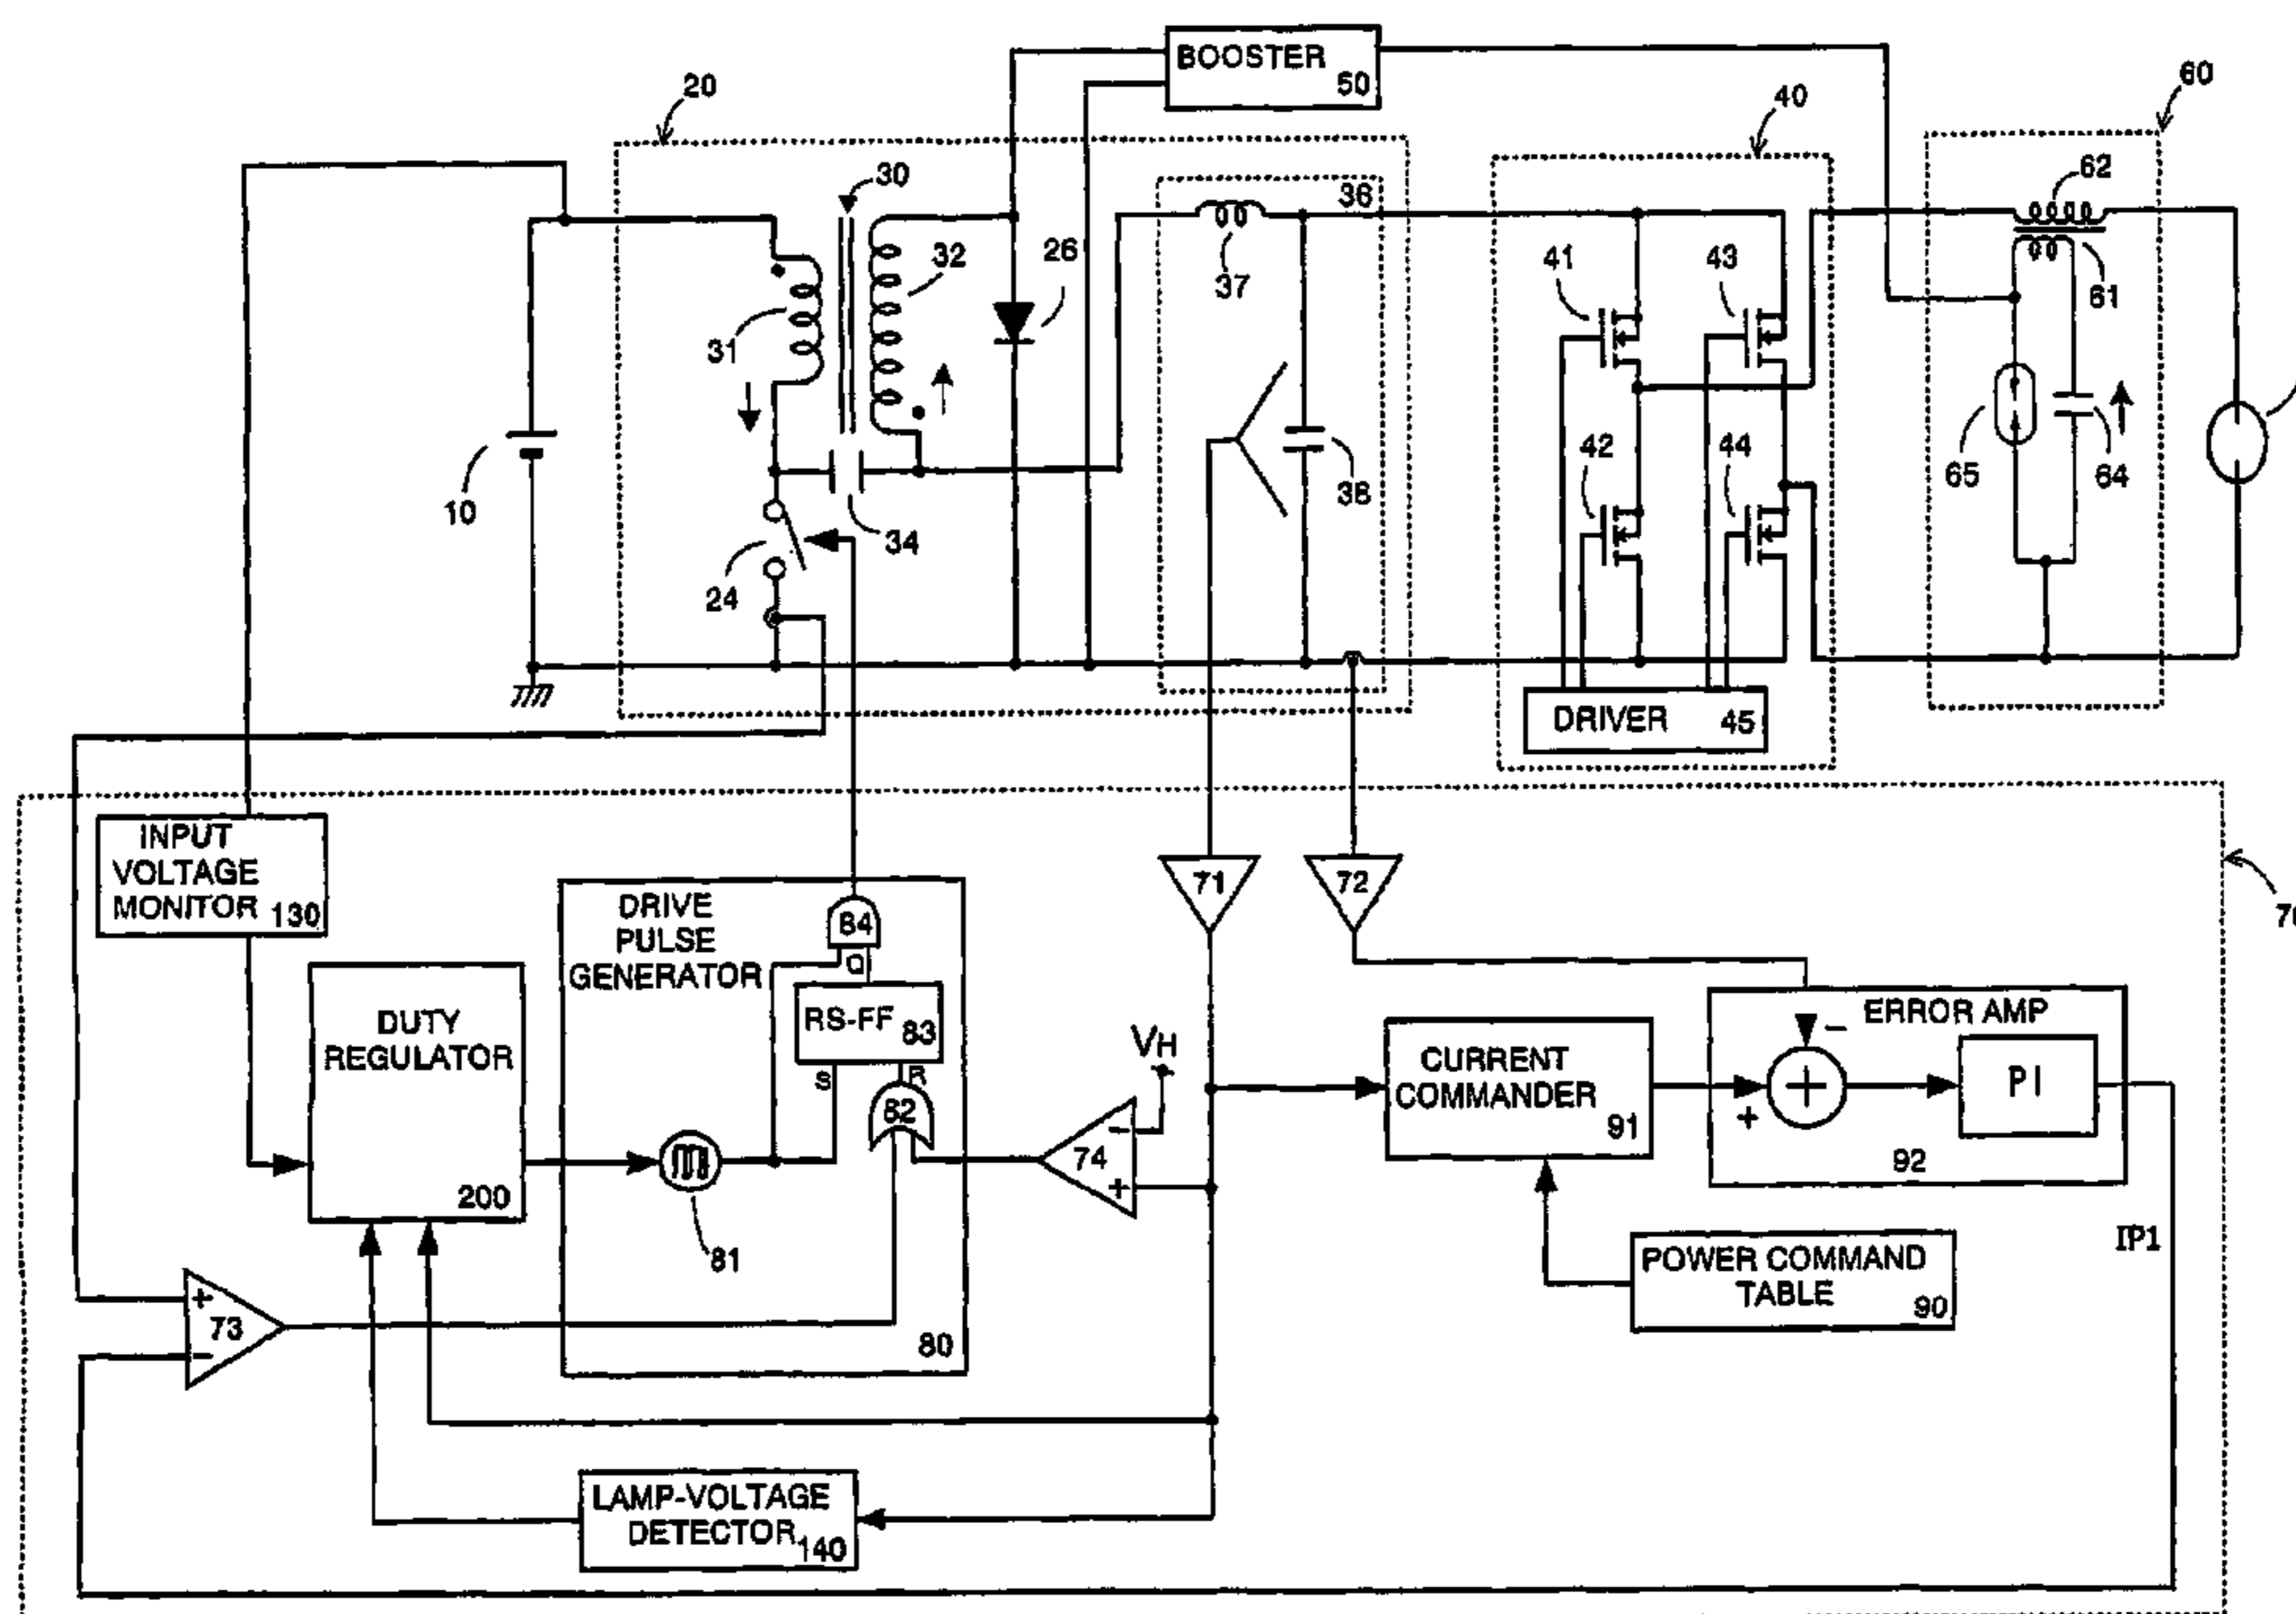 BOOSTER
50
20
40
60
30
36
62
26
32
31
37
41
43
61
10
34
24
38
42
44
65
64
DRIVER 45
INPUT
VOLTAGE
MONITOR 130
DRIVE
PULSE
GENERATOR
84
Q
RS-FF 83
S
R
82
81
80
DUTY
REGULATOR
200
71
72
VH
-
74
+
CURRENT
COMMANDER
91
ERROR AMP
-
+
+
PI
92
IP1
POWER COMMAND
TABLE
90
+
73
-
LAMP-VOLTAGE
DETECTOR 140